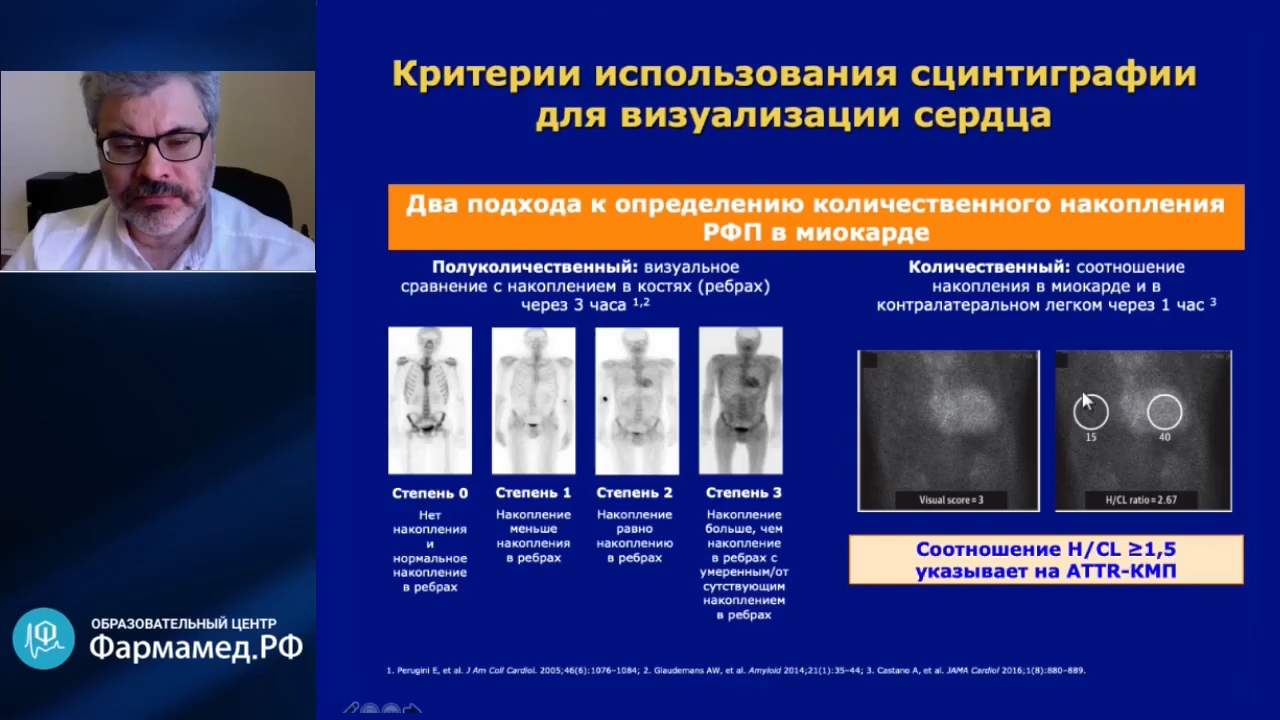 Критерии использования сцинтиграфии
для визуализации сердца
Два подхода к определению количественного накопления
РФП в миокарде
Полуколичественный: визуальное
сравнение с накоплением в костях (ребрах)
через 3 часа 1,2
Степень 0
Нет
накопления
и
нормальное
накопление
в ребрах
Степень 1
Накопление
меньше
накопления
в ребрах
Степень 2
Накопление
равно
накоплению
в ребрах
Степень 3
Накопление
больше, чем
накопление
в ребрах с
умеренным/от
сутствующим
накоплением
в ребрах
Количественный: соотношение
накопления в миокарде и в
контралатеральном легком через 1 час 3
Visual score=3
15
40
H/CL ratio=2.67
Соотношение H/CL ≥1,5
указывает на ATTR-КМП
1. Perugini E, et al. J Am Coll Cardiol. 2005;46(6):1076–1084; 2. Glaudemans AW, et al. Amyloid 2014;21(1):35–44; 3. Castano A, et al. JAMA Cardiol 2016;1(8):880–889.
ОБРАЗОВАТЕЛЬНЫЙ ЦЕНТР
Фармамед.РФ